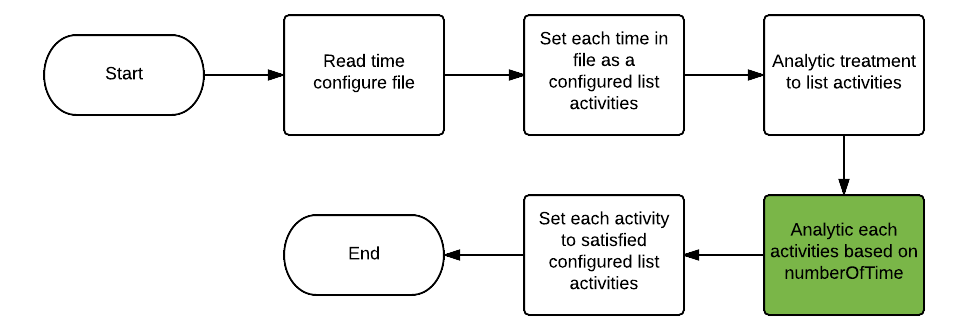 Start
Read time
configure file
Set each time in
file as a
configured list
activities
Analytic treatment
to list activities
Analytic each
activities based on
numberOfTime
Set each activity
to satisfied
configured list
activities
End